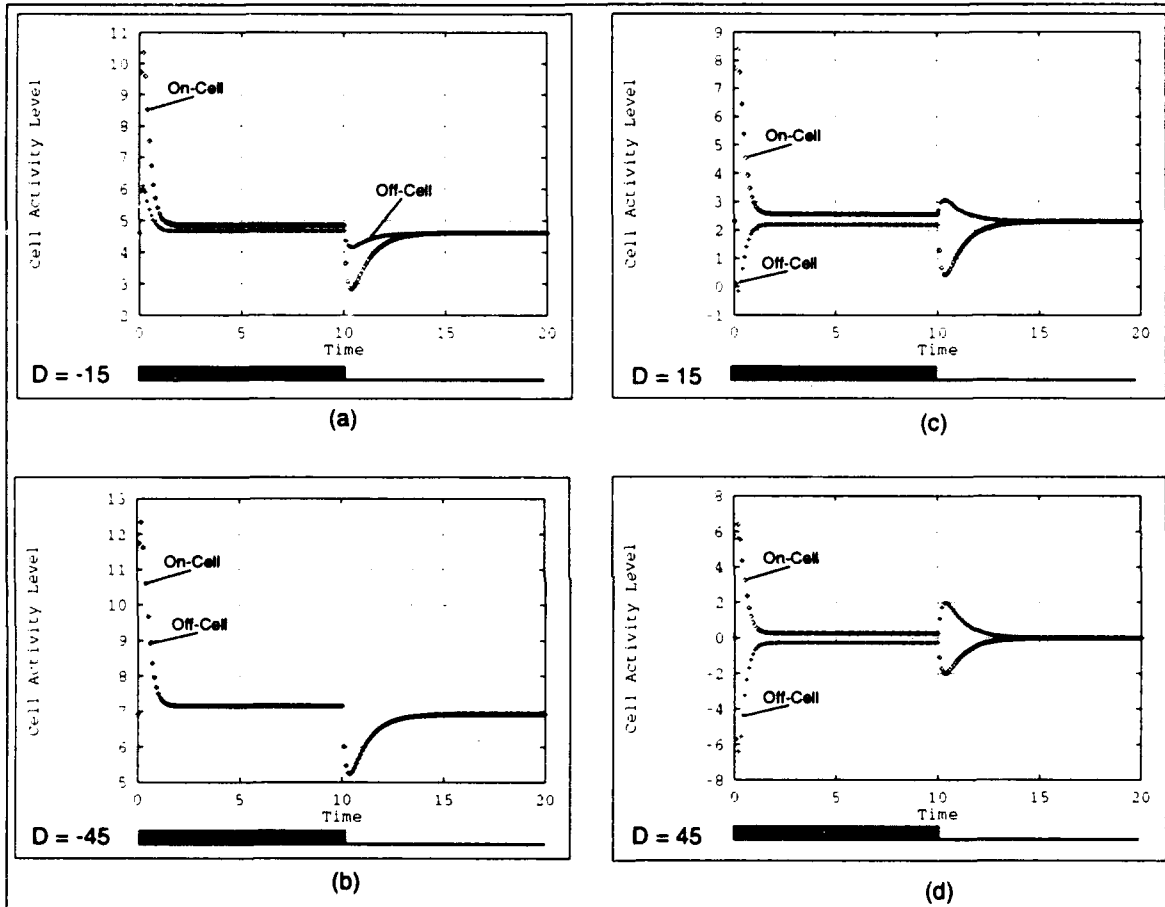 11
10
9
8
7
6
5
4
3
2
Cell Activity Level
On-Cell
Off-Cell
0
5
10
15
20
Time
D = -15
(a)
9
8
7
6
5
4
3
2
1
0
-1
Cell Activity Level
On-Cell
Off-Cell
0
5
10
15
20
Time
D = 15
(c)
13
12
11
10
9
8
7
6
5
Cell Activity Level
On-Cell
Off-Cell
0
5
10
15
20
Time
D = -45
(b)
8
6
4
2
0
-2
-4
-6
-8
Cell Activity Level
On-Cell
Off-Cell
0
5
10
15
20
Time
D = 45
(d)